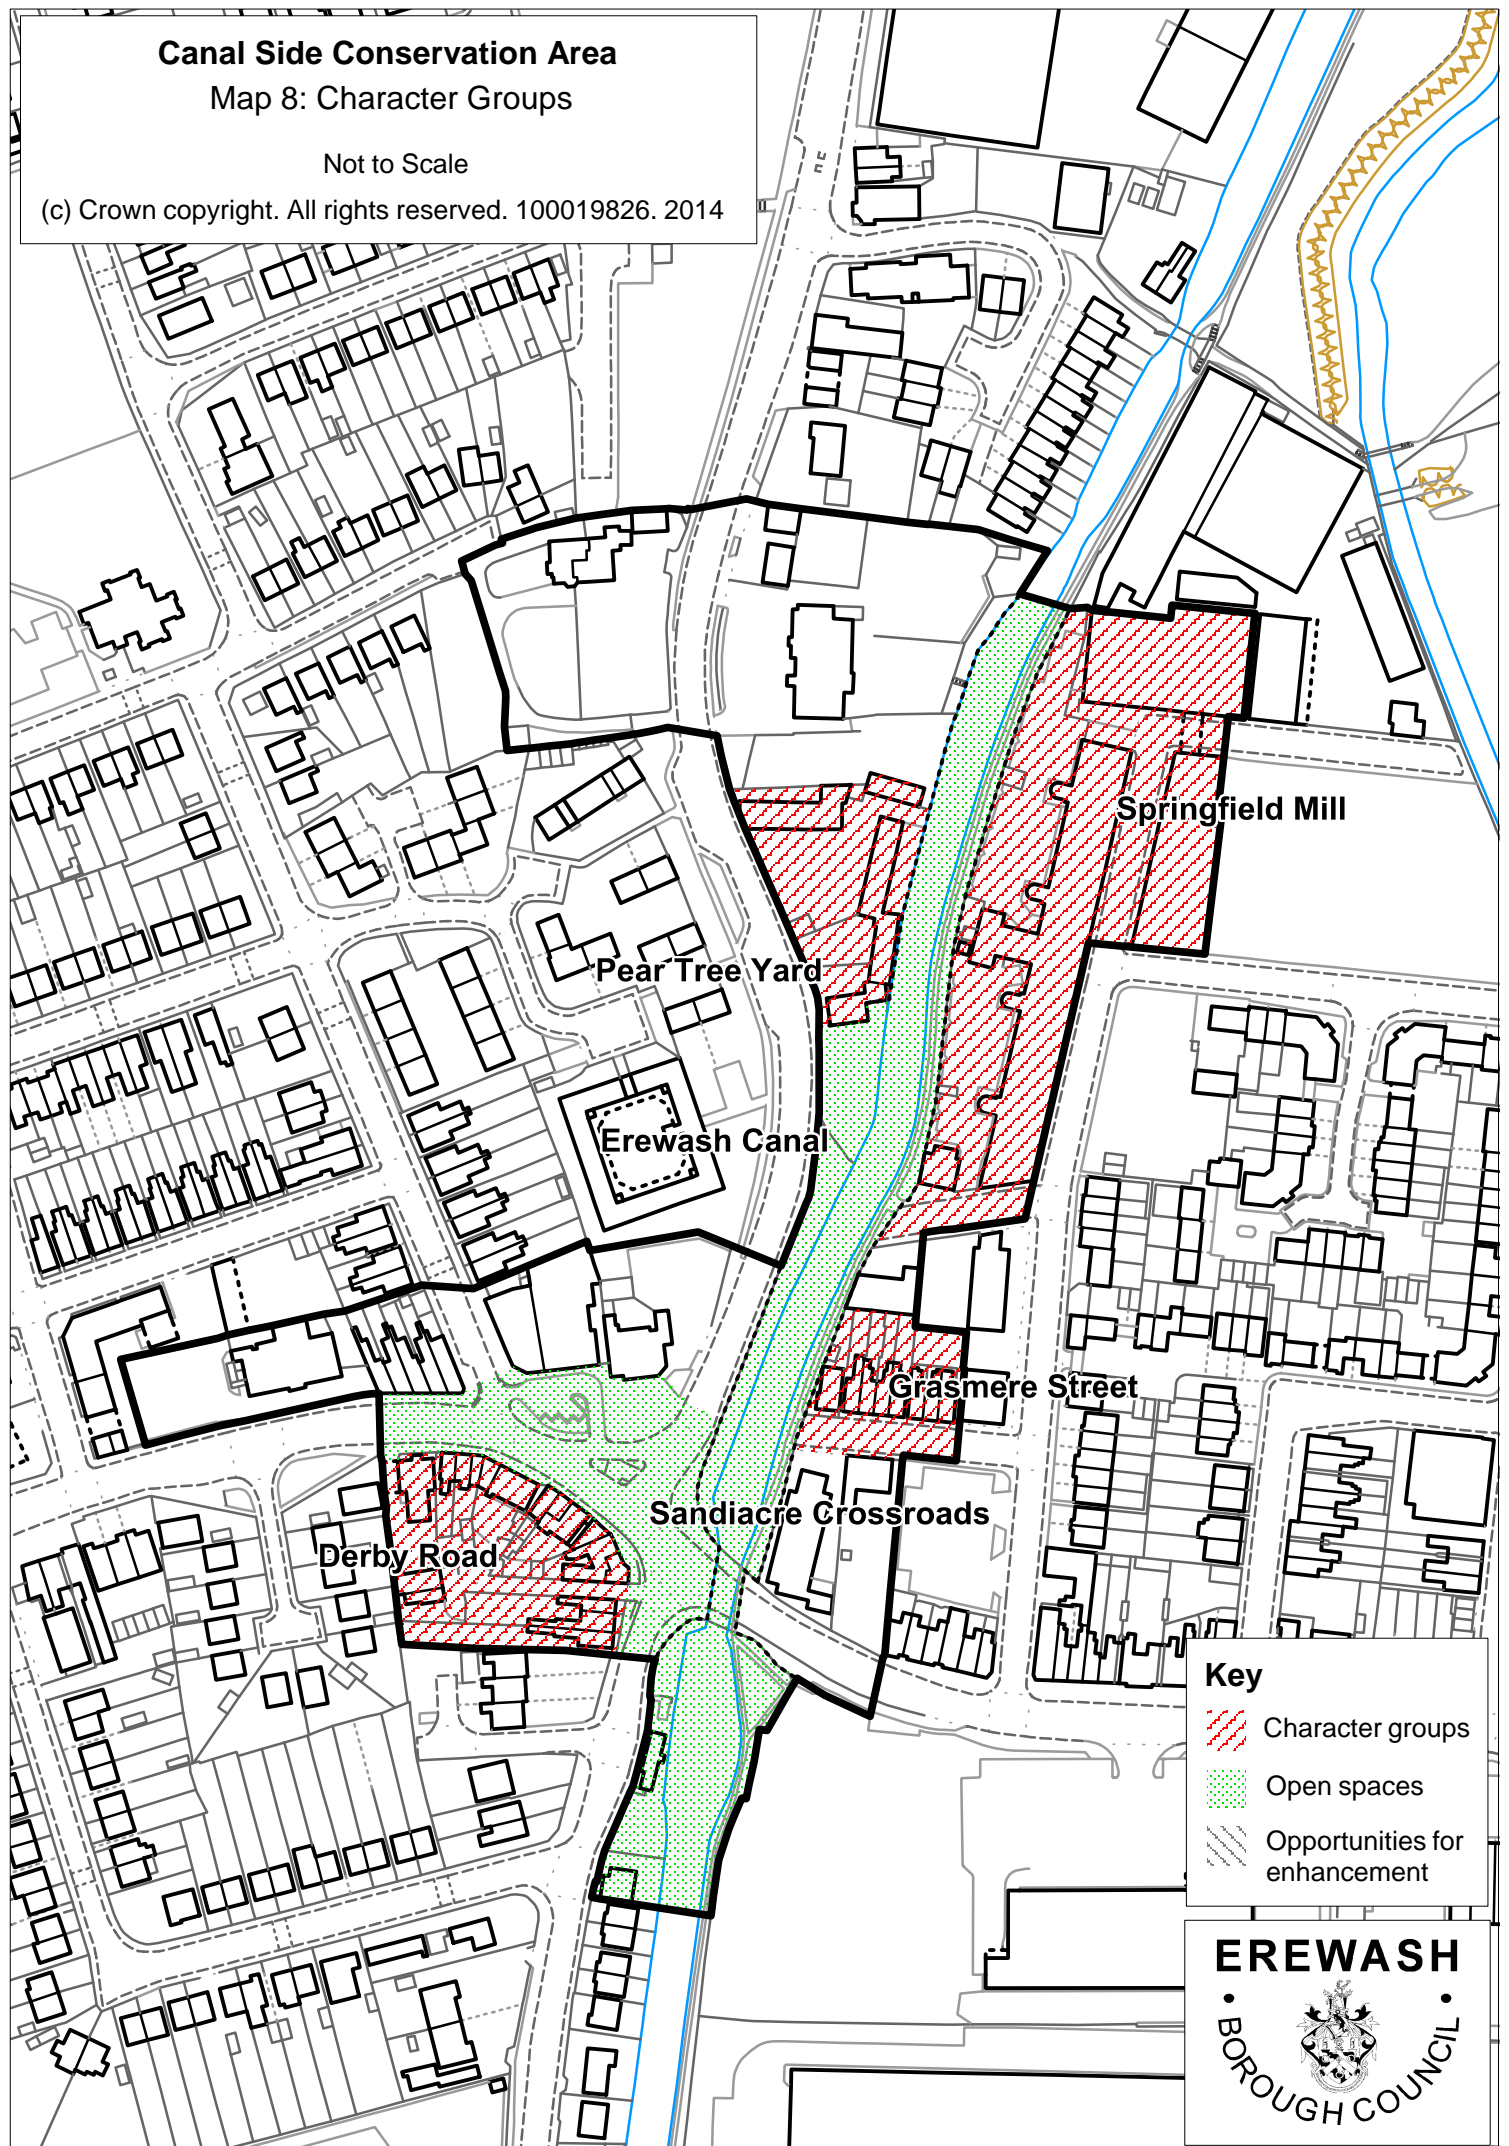 Canal Side Conservation Area
Map 8: Character Groups
Not to Scale
(c) Crown copyright. All rights reserved. 100019826. 2014
Springfield Mill
Pear Tree Yard
Erewash Canal
Grasmere Street
Sandiacre Crossroads
Derby Road
Key
Character groups
Open spaces
Opportunities for
enhancement
EREWASH
• BOROUGH COUNCIL •